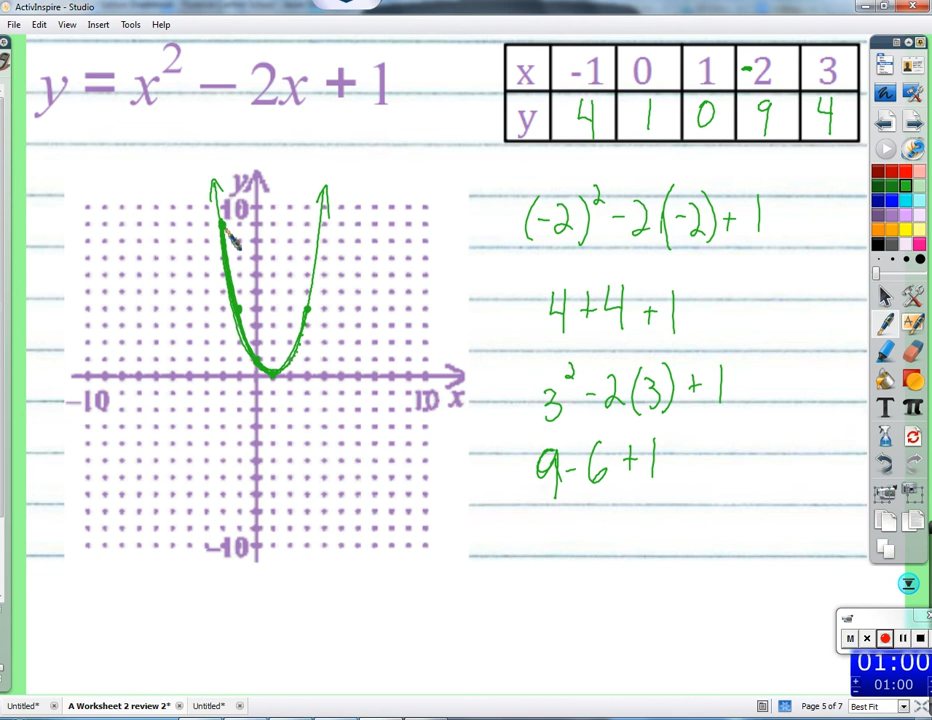 ActivInspire - Studio
File Edit View Insert Tools Help
y = x² − 2x + 1
x -1 0 1 -2 3
y 4 1 0 9 4
y
10
-10 10 x
-10
(-2)² - 2(-2) + 1
4 + 4 + 1
3² - 2(3) + 1
9 - 6 + 1
M
01:00
01:00
Untitled* A Worksheet 2 review 2* Untitled* Page 5 of 7 Best Fit